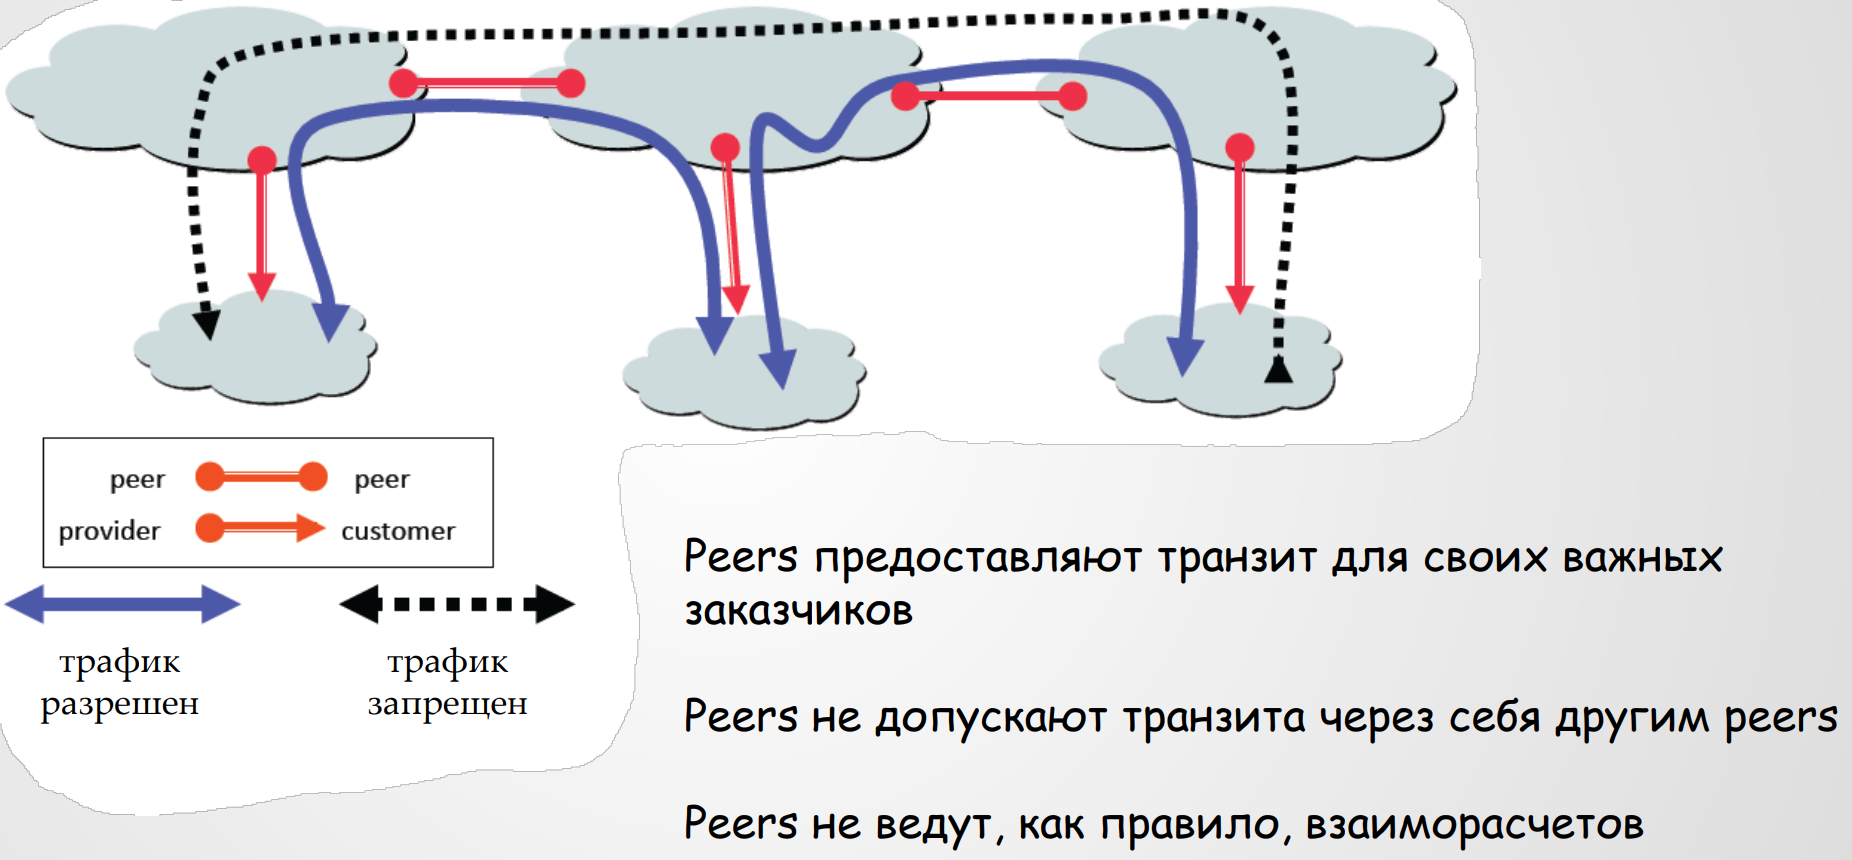 peer peer
provider customer
трафик разрешен
трафик запрещен
Peers предоставляют транзит для своих важных
заказчиков
Peers не допускают транзита через себя другим peers
Peers не ведут, как правило, взаиморасчетов